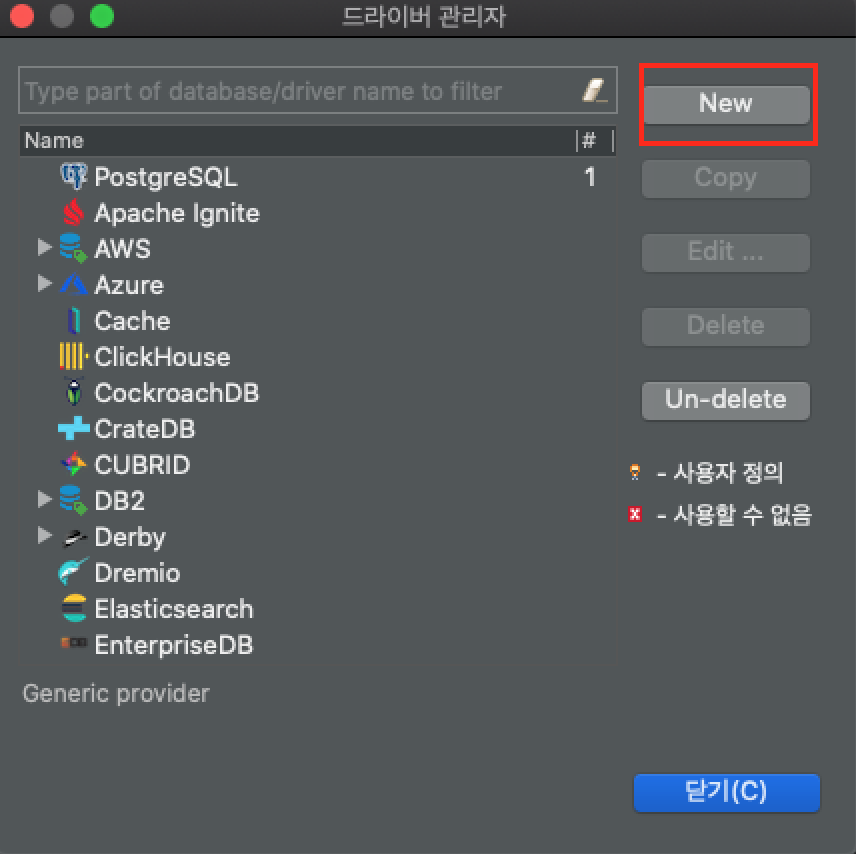 드라이버 관리자
Type part of database/driver name to filter
New
Name #
PostgreSQL 1
Copy
Apache Ignite
AWS
Edit ...
Azure
Cache
Delete
ClickHouse
CockroachDB
Un-delete
CrateDB
CUBRID
- 사용자 정의
DB2
- 사용할 수 없음
Derby
Dremio
Elasticsearch
EnterpriseDB
Generic provider
닫기(C)